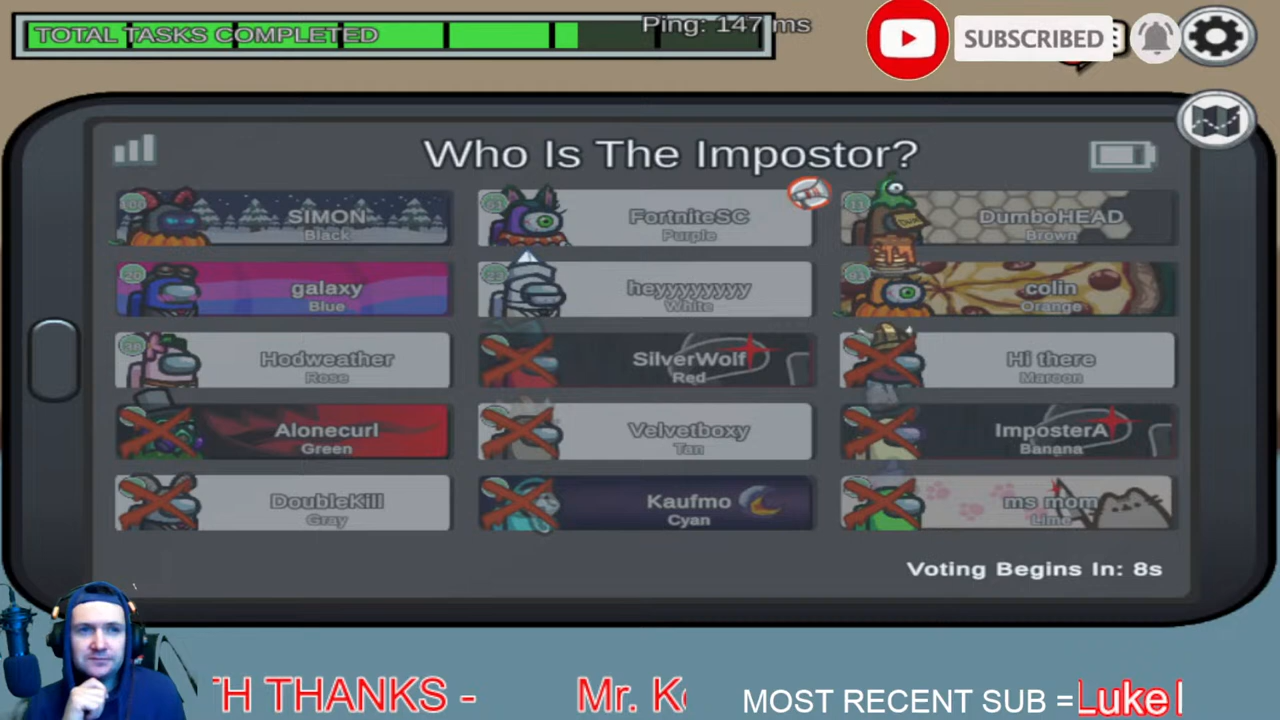 TOTAL TASKS COMPLETED
Ping: 147 ms
SUBSCRIBED
Who Is The Impostor?
SIMON
Black
FortniteSC
Purple
DumboHEAD
Brown
galaxy
Blue
heyyyyyyyy
White
colin
Orange
Hodweather
Rose
SilverWolf
Red
Hi there
Maroon
Alonecurl
Green
Velvetboxy
Tan
ImposterA
Banana
DoubleKill
Gray
Kaufmo
Cyan
ms mom
Lime
Voting Begins In: 8s
TH THANKS - Mr. K
MOST RECENT SUB = Luke